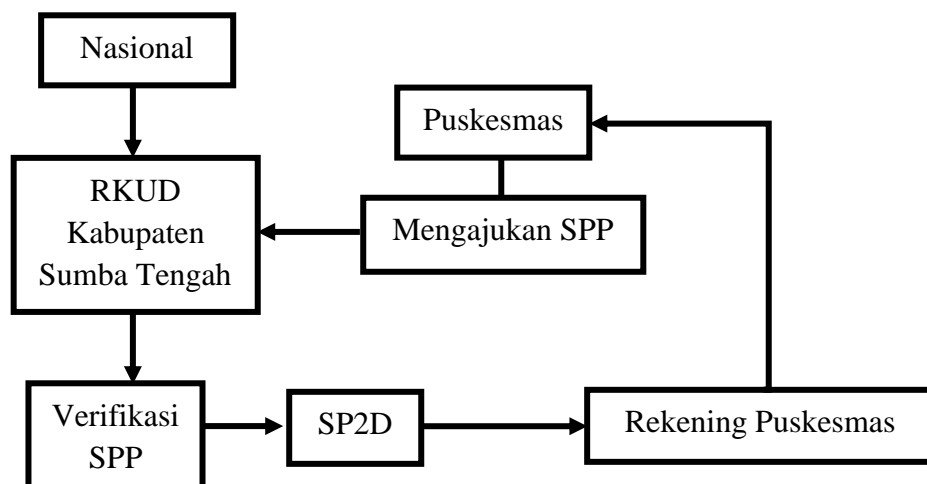 Nasional
Puskesmas
RKUD
Kabupaten
Sumba Tengah
Mengajukan SPP
Verifikasi
SPP
SP2D
Rekening Puskesmas